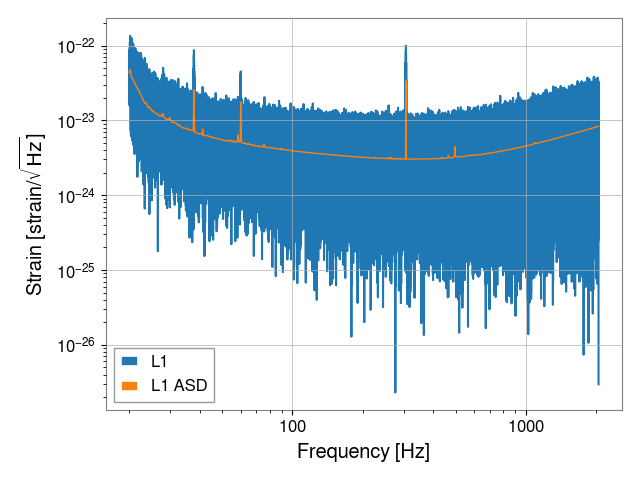 10⁻²²
10⁻²³
10⁻²⁴
10⁻²⁵
10⁻²⁶
Strain [strain/√Hz]
L1
L1 ASD
100
1000
Frequency [Hz]